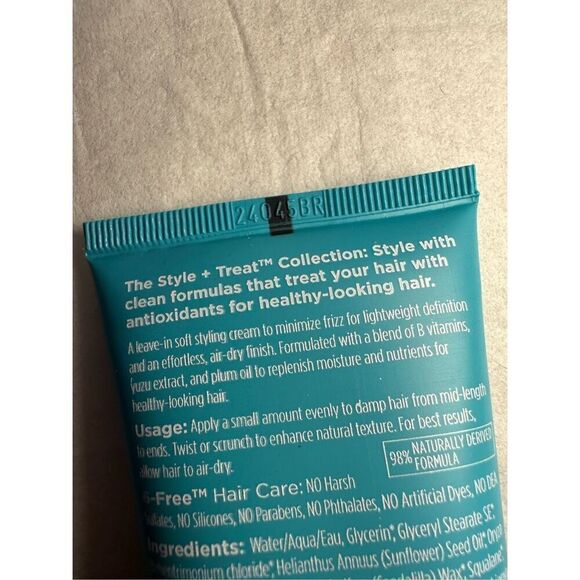 24045BR
The Style + Treat™ Collection: Style with
clean formulas that treat your hair with
antioxidants for healthy-looking hair.
A leave-in soft styling cream to minimize frizz for lightweight definition
and an effortless, air-dry finish. Formulated with a blend of B vitamins,
yuzu extract, and plum oil to replenish moisture and nutrients for
healthy-looking hair.
Usage: Apply a small amount evenly to damp hair from mid-length
to ends. Twist or scrunch to enhance natural texture. For best results,
allow hair to air-dry.
98% NATURALLY DERIVED
FORMULA
-Free™ Hair Care: NO Harsh
NO Silicones, NO Parabens, NO Phthalates, NO Artificial Dyes, NO DEA
Ingredients: Water/Aqua/Eau, Glycerin*, Glyceryl Stearate SE*,
chloride*, Helianthus Annuus (Sunflower) Seed Oil*,
Wax*, Squalane*